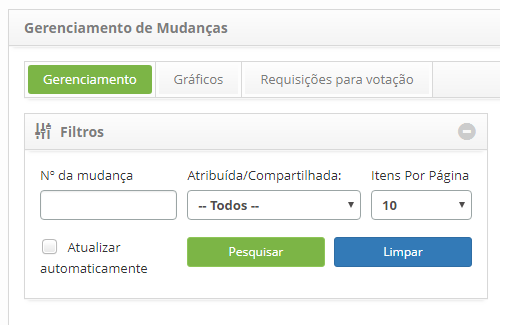 Gerenciamento de Mudanças
Gerenciamento Gráficos Requisições para votação
Filtros
Nº da mudança Atribuída/Compartilhada: Itens Por Página
-- Todos -- 10
Atualizar
automaticamente
Pesquisar Limpar